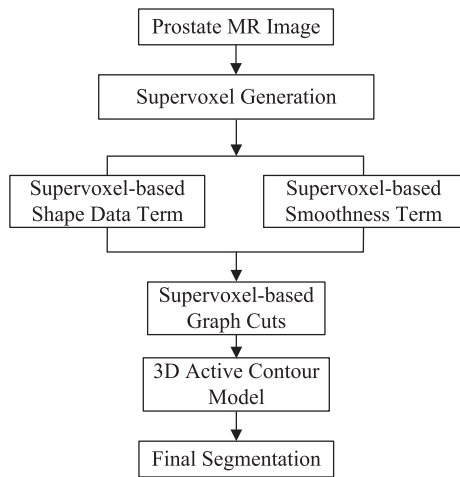 Prostate MR Image
Supervoxel Generation
Supervoxel-based
Shape Data Term
Supervoxel-based
Smoothness Term
Supervoxel-based
Graph Cuts
3D Active Contour
Model
Final Segmentation